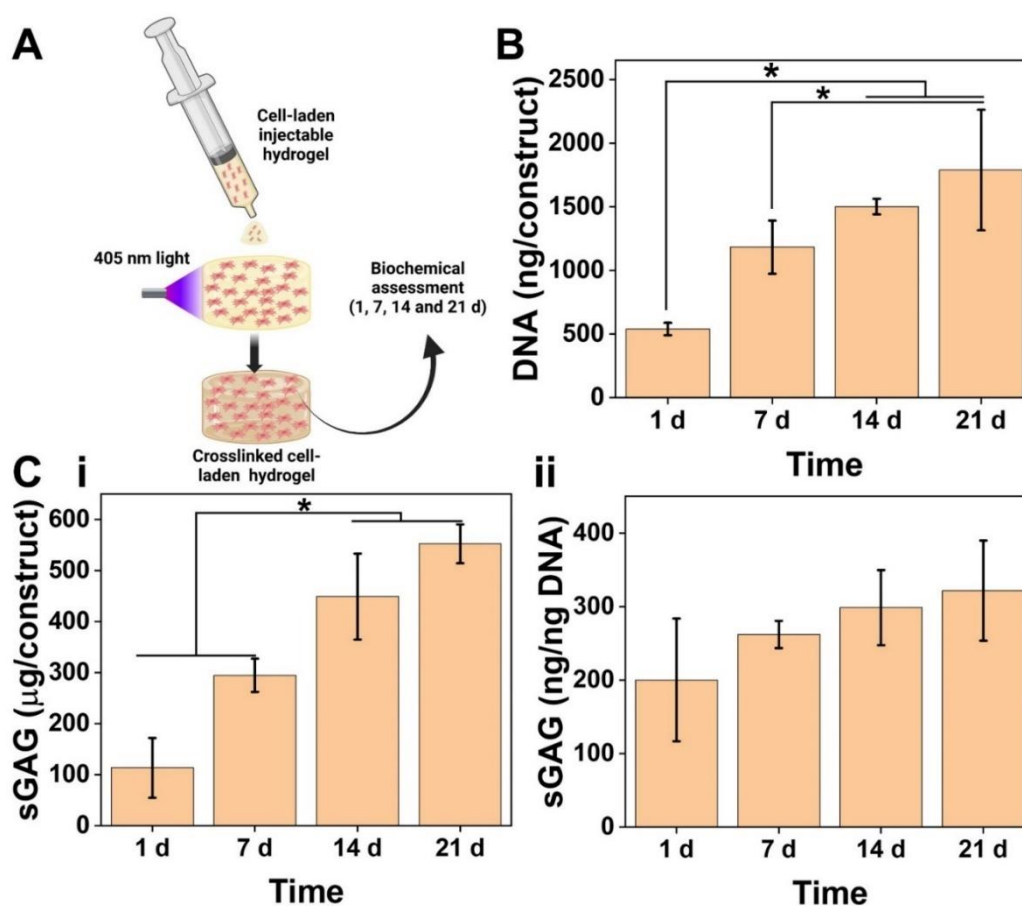 A
Cell-laden
injectable
hydrogel
405 nm light
Biochemical
assessment
(1, 7, 14 and 21 d)
Crosslinked cell-
laden hydrogel
B
DNA (ng/construct)
2500
2000
1500
1000
500
0
*
*
1 d 7 d 14 d 21 d
Time
C i
sGAG (μg/construct)
600
500
400
300
200
100
0
*
1 d 7 d 14 d 21 d
Time
ii
sGAG (ng/ng DNA)
400
300
200
100
0
1 d 7 d 14 d 21 d
Time